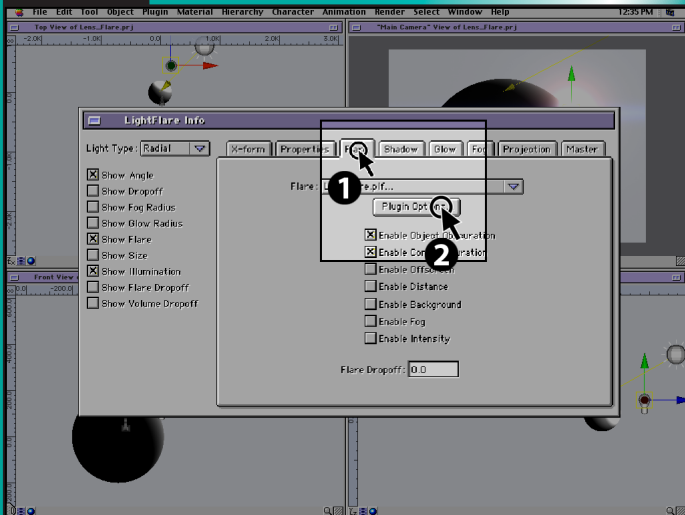 File Edit Tool Object Plugin Material Hierarchy Character Animation Render Select Window Help 12:35 PM
Top View of Lens_Flare.prj
"Main Camera" View of Lens_Flare.prj
-2.0K| -1.0K| 0.0| 1.0K| 2.0K| 3.0K|
LightFlare Info
Light Type: Radial
X-form Properties Shadow Glow Fog Projection Master
Show Angle
Show Dropoff
Show Fog Radius
Show Glow Radius
Show Flare
Show Size
Show Illumination
Show Flare Dropoff
Show Volume Dropoff
Flare:
1
Plugin Options
Enable Object Obscuration
2
Enable
Enable Offscreen
Enable Distance
Enable Background
Enable Fog
Enable Intensity
Flare Dropoff: 0.0
Front View
-200.0|